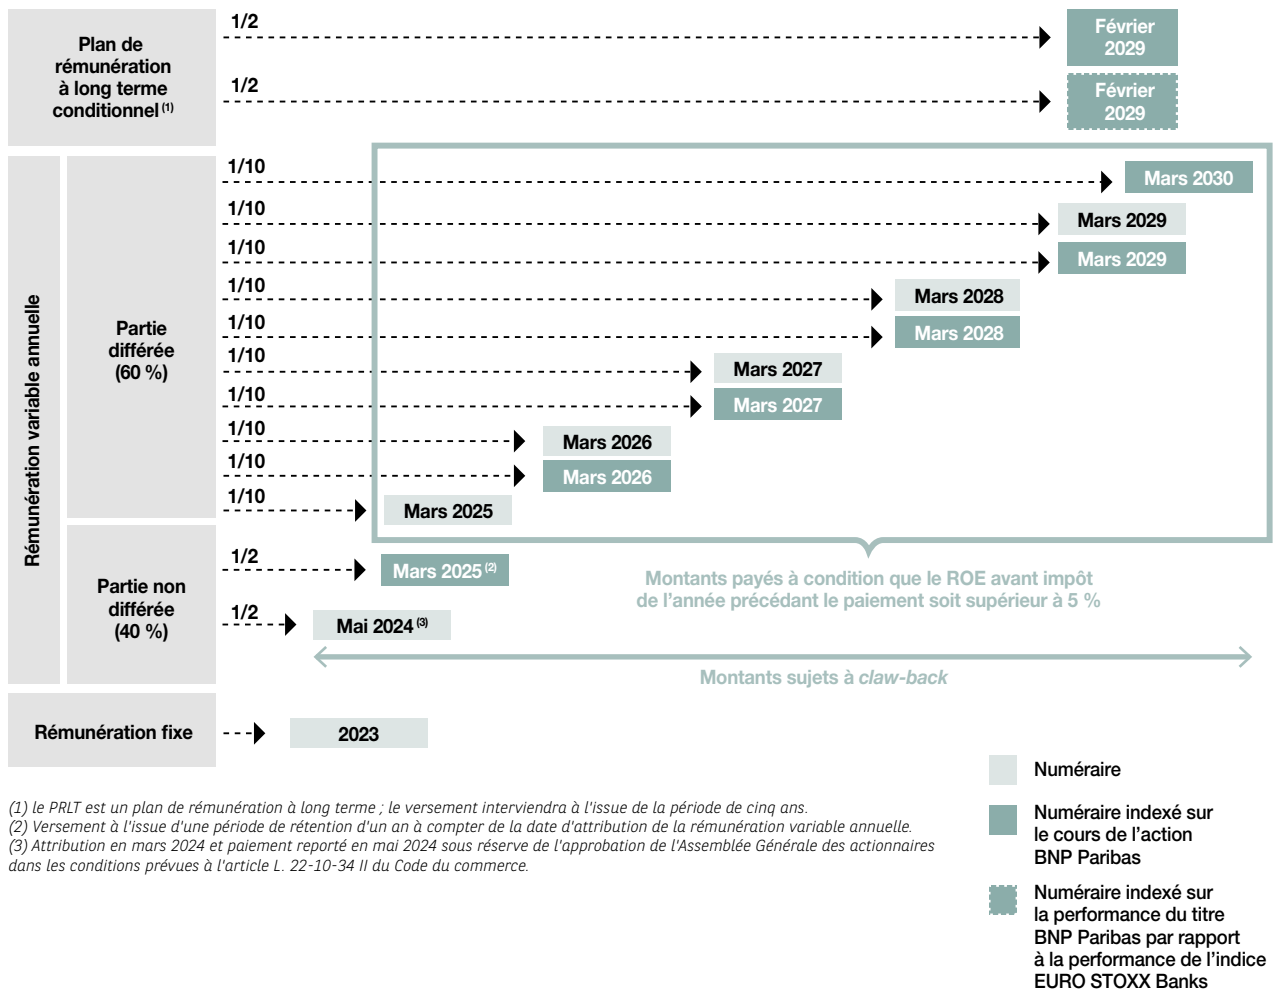 Plan de
rémunération
à long terme
conditionnel (1)
1/2
Février
2029
1/2
Février
2029
Rémunération variable annuelle
Partie
différée
(60 %)
1/10
Mars 2030
1/10
Mars 2029
1/10
Mars 2029
1/10
Mars 2028
1/10
Mars 2028
1/10
Mars 2027
1/10
Mars 2027
1/10
Mars 2026
1/10
Mars 2026
1/10
Mars 2025
Partie non
différée
(40 %)
1/2
Mars 2025 (2)
1/2
Mai 2024 (3)
Montants payés à condition que le ROE avant impôt
de l’année précédant le paiement soit supérieur à 5 %
Montants sujets à claw-back
Rémunération fixe
2023
Numéraire
Numéraire indexé sur
le cours de l’action
BNP Paribas
Numéraire indexé sur
la performance du titre
BNP Paribas par rapport
à la performance de l’indice
EURO STOXX Banks
(1) le PRLT est un plan de rémunération à long terme ; le versement interviendra à l'issue de la période de cinq ans.
(2) Versement à l'issue d'une période de rétention d'un an à compter de la date d'attribution de la rémunération variable annuelle.
(3) Attribution en mars 2024 et paiement reporté en mai 2024 sous réserve de l'approbation de l'Assemblée Générale des actionnaires
dans les conditions prévues à l'article L. 22-10-34 II du Code du commerce.